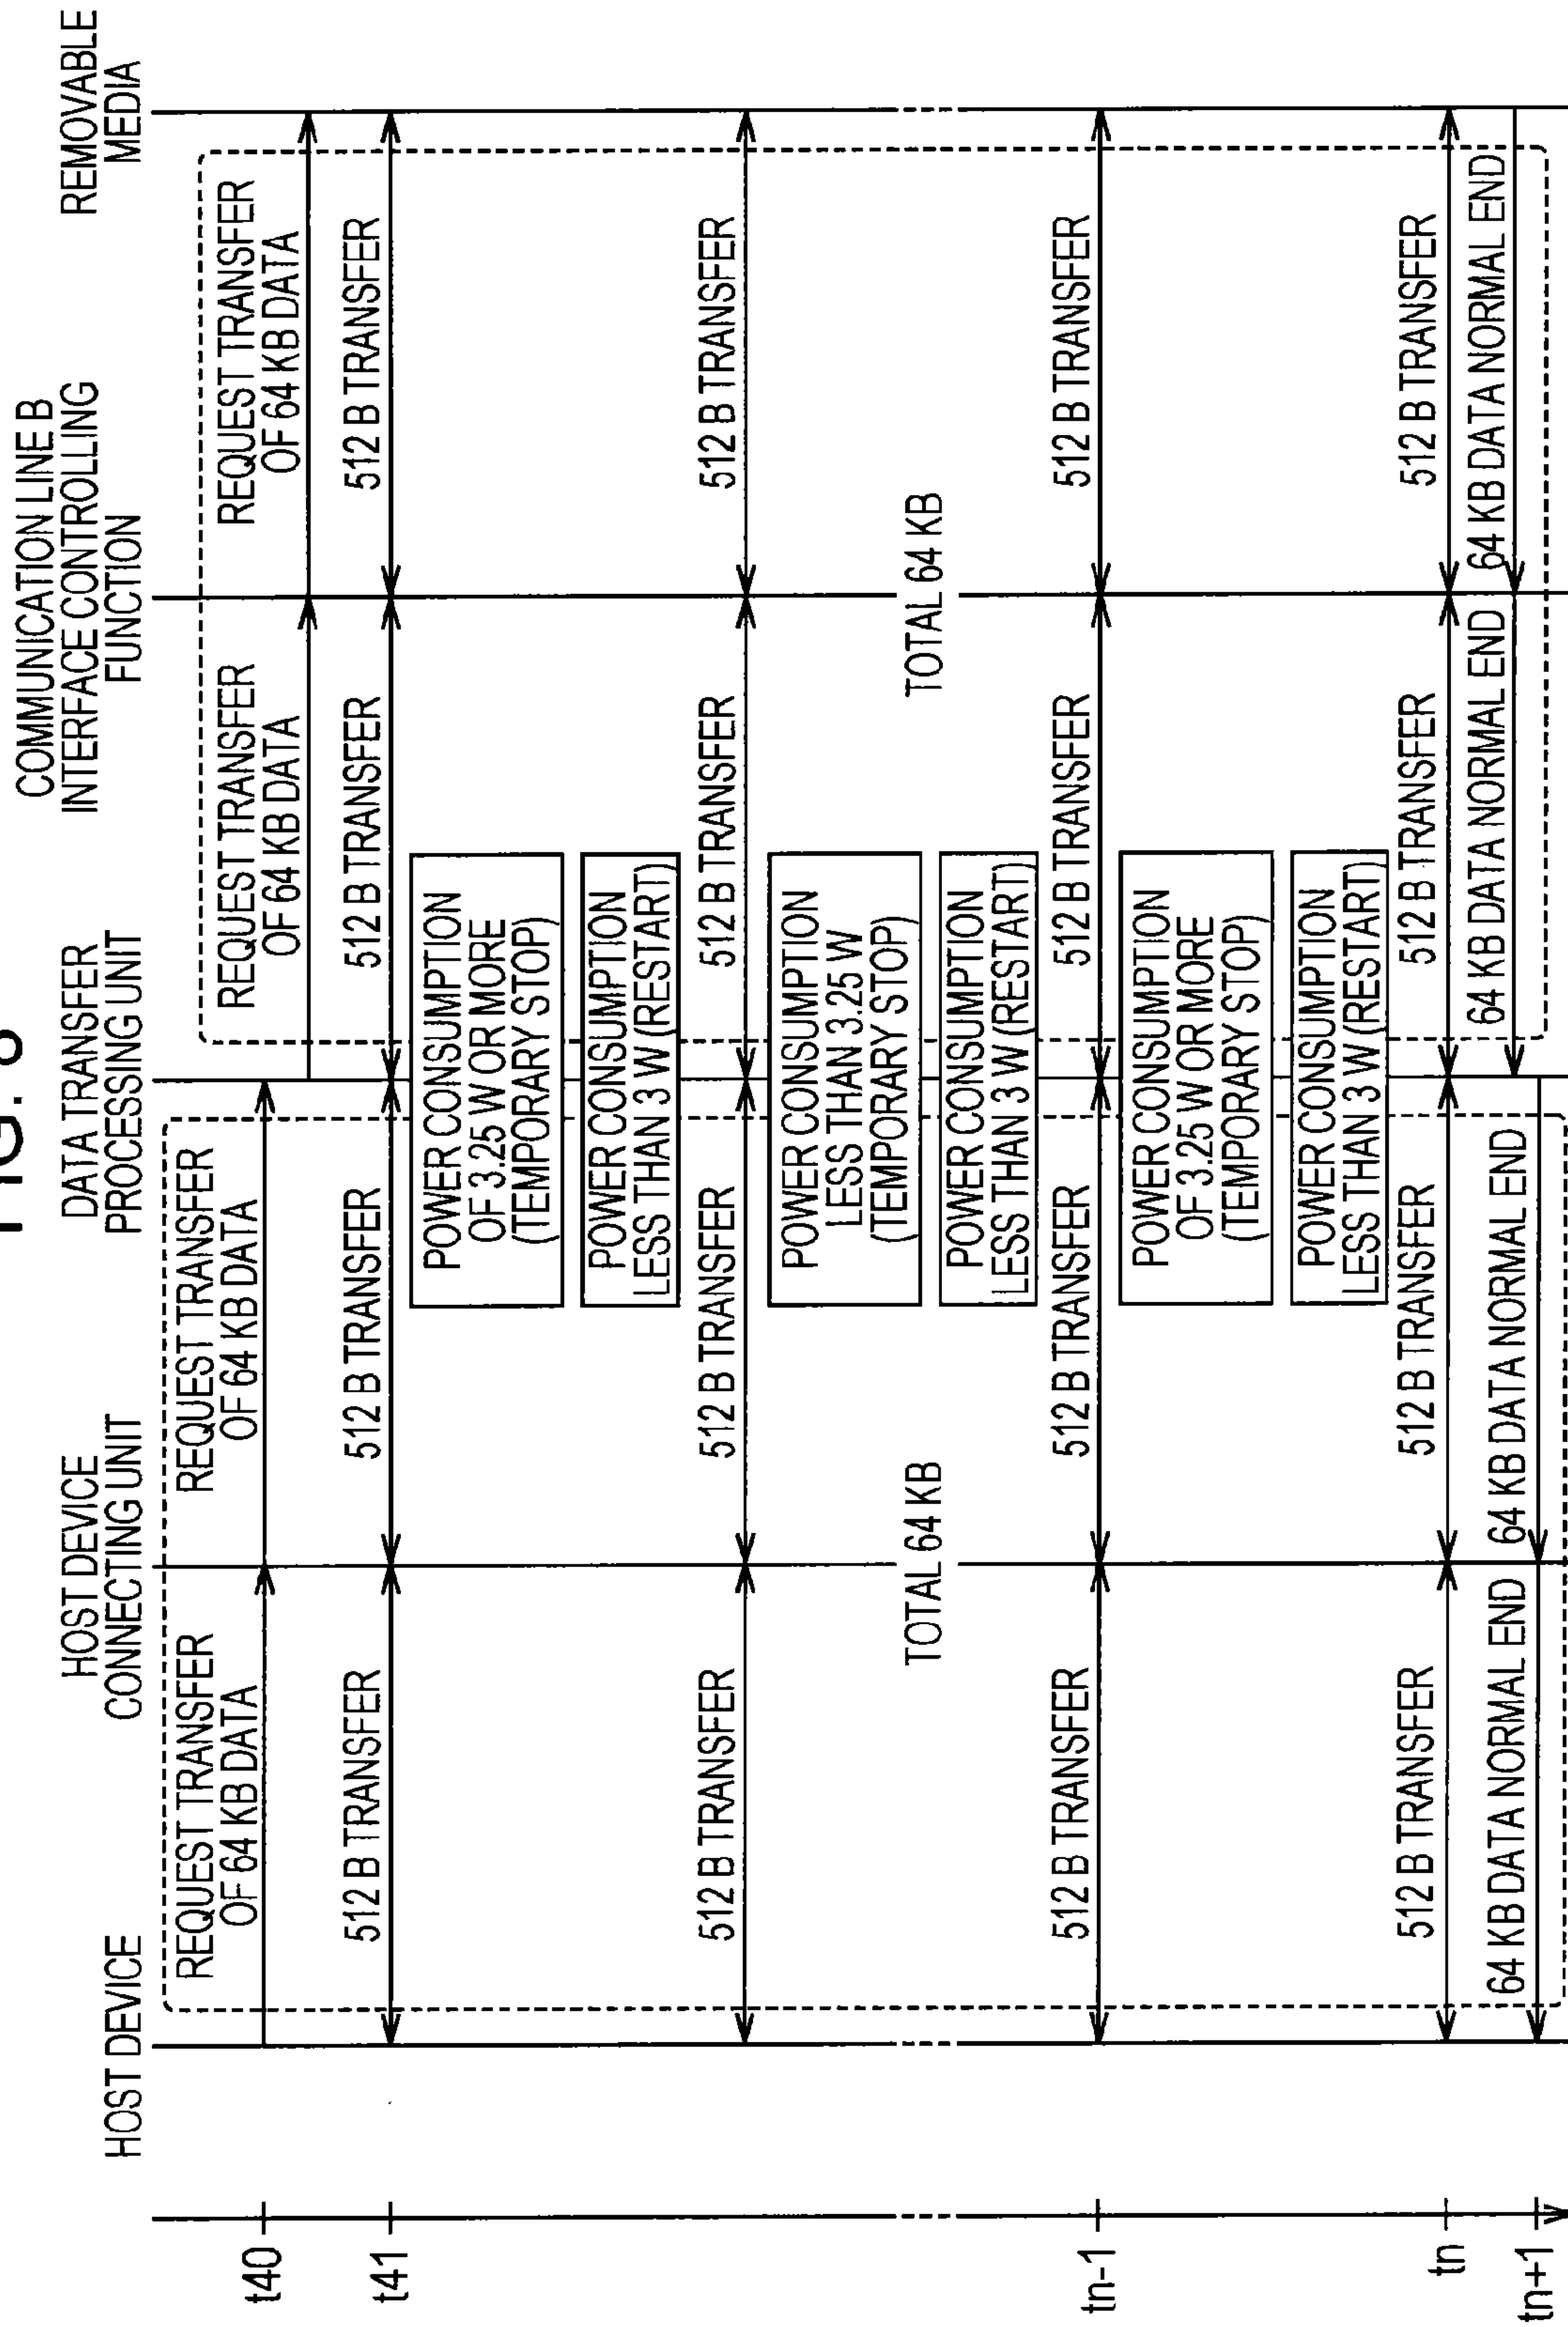 FIG.
HOST DEVICE
HOST DEVICE
CONNECTING UNIT
DATA TRANSFER
PROCESSING UNIT
COMMUNICATION LINE B
INTERFACE CONTROLLING
FUNCTION
REMOVABLE
MEDIA
t40
REQUEST TRANSFER
OF 64 KB DATA
REQUEST TRANSFER
OF 64 KB DATA
REQUEST TRANSFER
OF 64 KB DATA
REQUEST TRANSFER
OF 64 KB DATA
t41
512 B TRANSFER
512 B TRANSFER
512 B TRANSFER
512 B TRANSFER
POWER CONSUMPTION
OF 3.25 W OR MORE
(TEMPORARY STOP)
POWER CONSUMPTION
LESS THAN 3 W (RESTART)
512 B TRANSFER
512 B TRANSFER
512 B TRANSFER
512 B TRANSFER
POWER CONSUMPTION
LESS THAN 3.25 W
(TEMPORARY STOP)
TOTAL 64 KB
TOTAL 64 KB
POWER CONSUMPTION
LESS THAN 3 W (RESTART)
tn-1
512 B TRANSFER
512 B TRANSFER
512 B TRANSFER
512 B TRANSFER
POWER CONSUMPTION
OF 3.25 W OR MORE
(TEMPORARY STOP)
POWER CONSUMPTION
LESS THAN 3 W (RESTART)
tn
512 B TRANSFER
512 B TRANSFER
512 B TRANSFER
512 B TRANSFER
64 KB DATA NORMAL END
64 KB DATA NORMAL END
tn+1
64 KB DATA NORMAL END
64 KB DATA NORMAL END